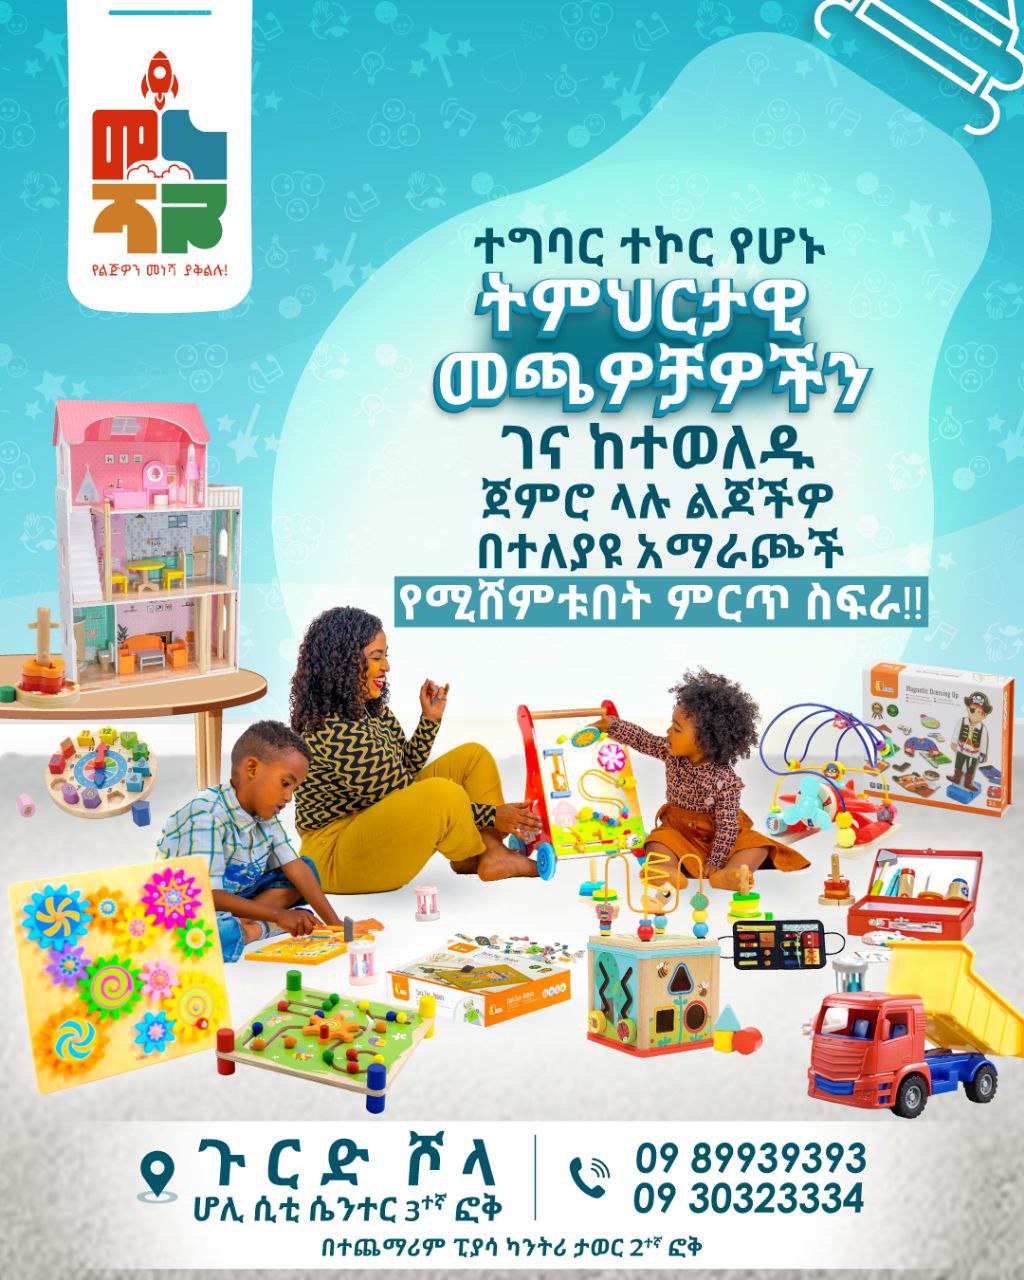 የልጅዎን መነሻ ያቅልሉ!
ተግባር ተኮር የሆኑ
ትምህርታዊ
መጫዎቻዎችን
ገና ከተወለዱ
ጀምሮ ላሉ ልጆችዎ
በተለያዩ አማራጮች
የሚሸምቱበት ምርጥ ስፍራ!!
Magnetic Dressing Up
ጉርድ ሾላ
ሆሊ ሲቲ ሴንተር 3ተኛ ፎቅ
09 89939393
09 30323334
በተጨማሪም ፒያሳ ካንትሪ ታወር 2ተኛ ፎቅ